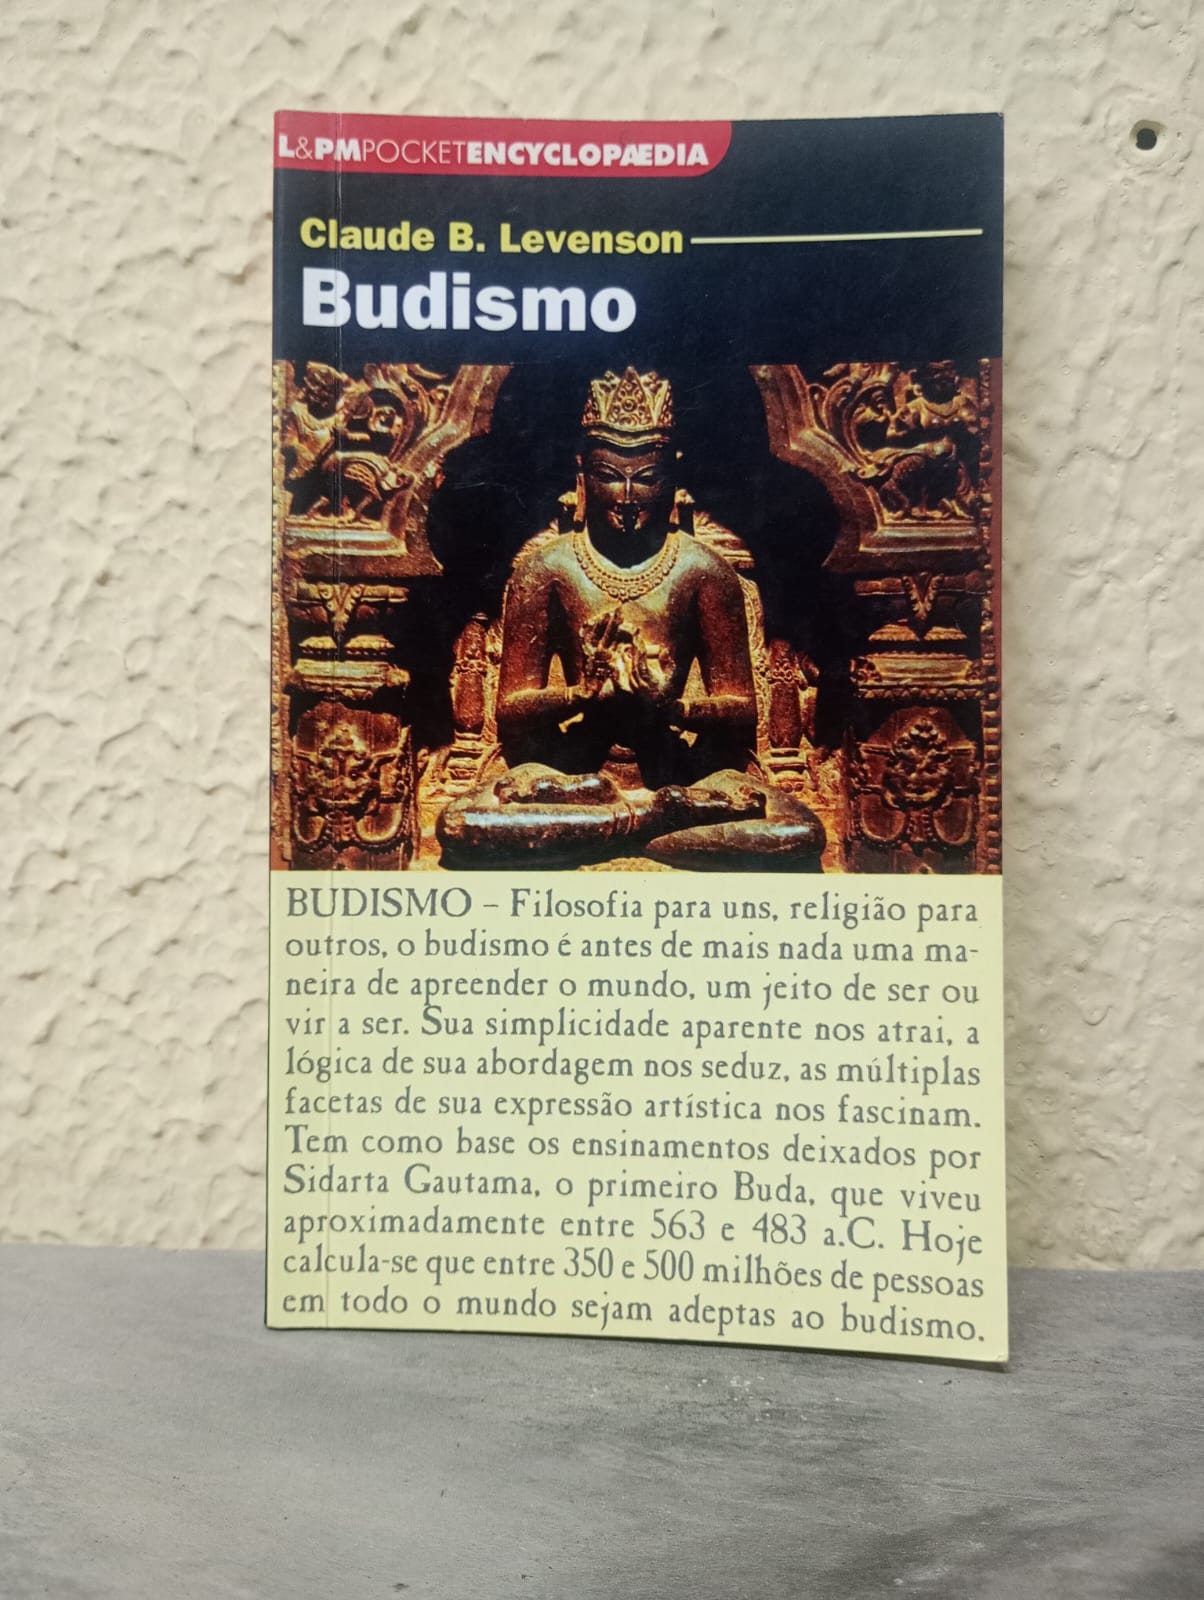 L&PMPOCKETENCYCLOPÆDIA
Claude B. Levenson
Budismo
BUDISMO – Filosofia para uns, religião para
outros, o budismo é antes de mais nada uma ma-
neira de apreender o mundo, um jeito de ser ou
vir a ser. Sua simplicidade aparente nos atrai, a
lógica de sua abordagem nos seduz, as múltiplas
facetas de sua expressão artística nos fascinam.
Tem como base os ensinamentos deixados por
Sidarta Gautama, o primeiro Buda, que viveu
aproximadamente entre 563 e 483 a.C. Hoje
calcula-se que entre 350 e 500 milhões de pessoas
em todo o mundo sejam adeptas ao budismo.